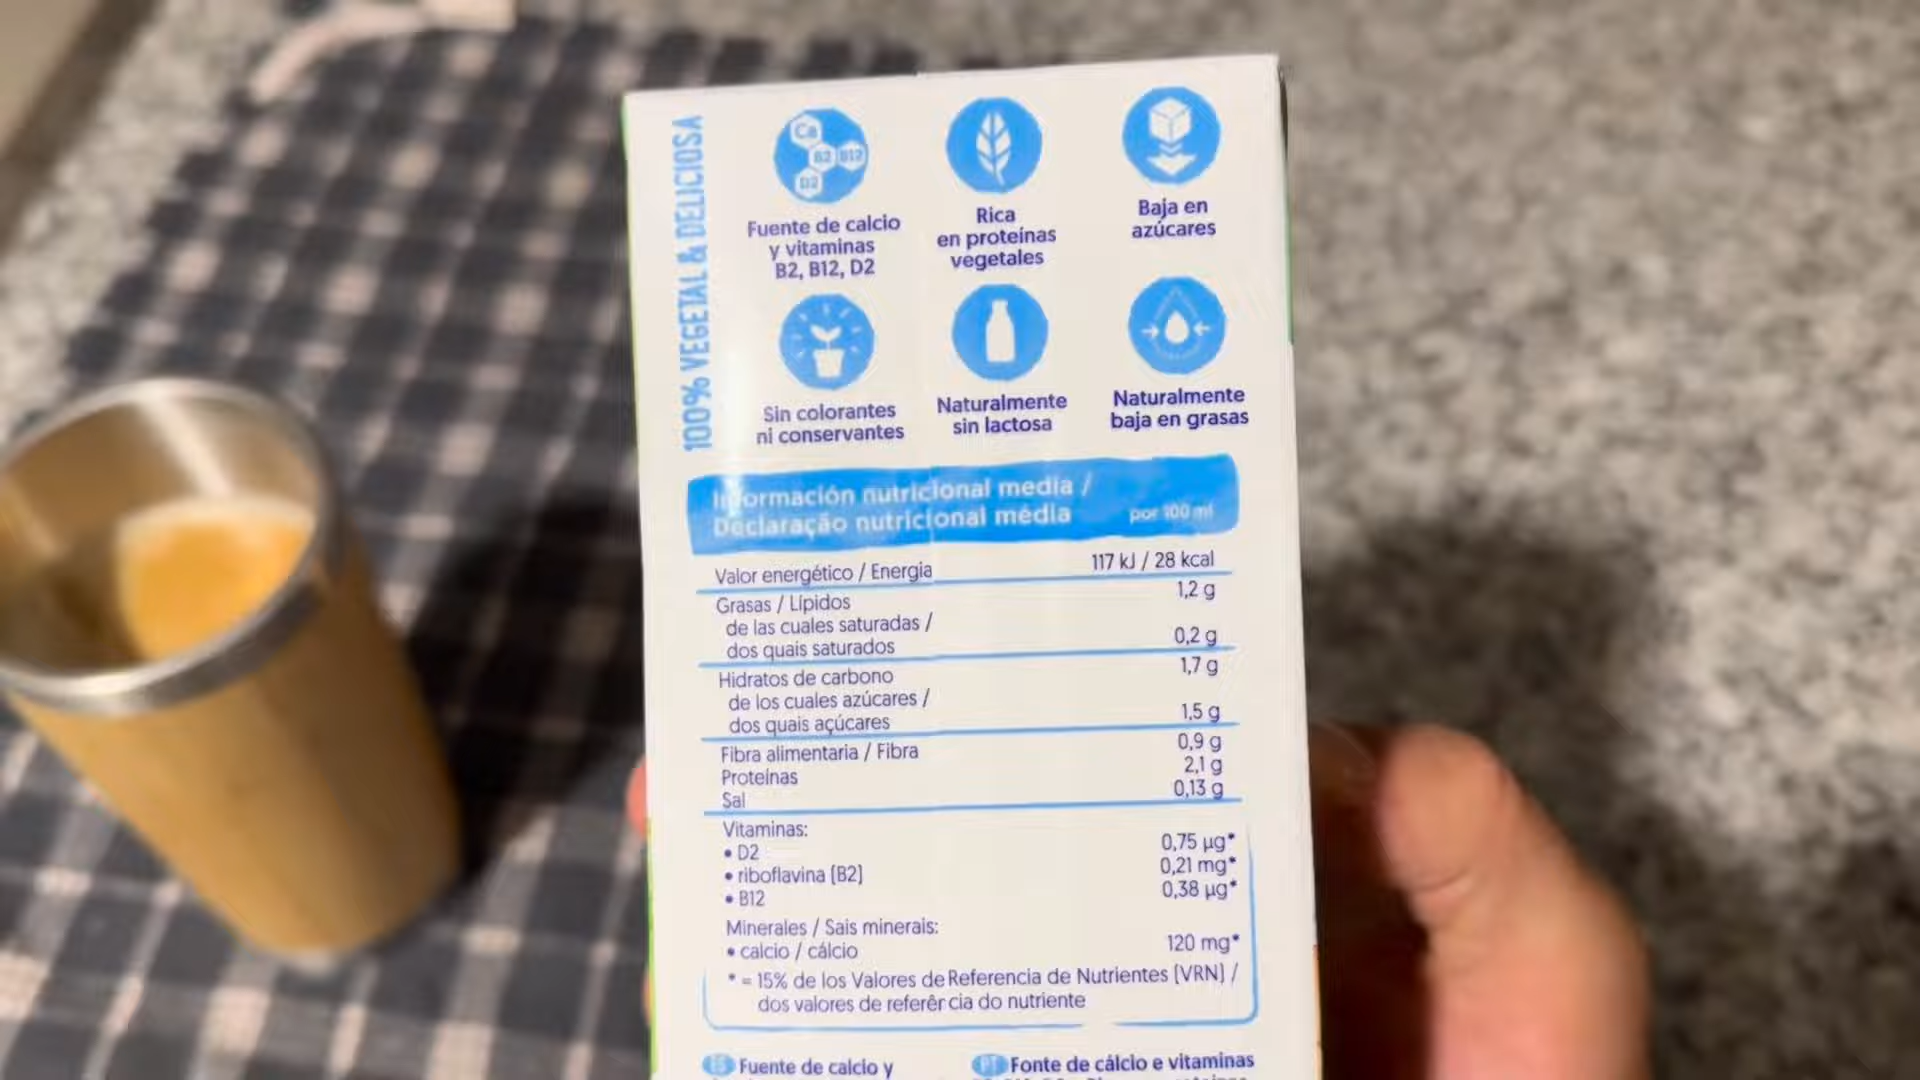 100% VEGETAL & DELICIOSA
Ca
B2 B12
D2
Fuente de calcio
y vitaminas
B2, B12, D2
Rica
en proteínas
vegetales
Baja en
azúcares
Sin colorantes
ni conservantes
Naturalmente
sin lactosa
Naturalmente
baja en grasas
Información nutricional media /
Declaração nutricional média por 100 ml
Valor energético / Energia 117 kJ / 28 kcal
Grasas / Lípidos 1,2 g
de las cuales saturadas /
dos quais saturados 0,2 g
Hidratos de carbono 1,7 g
de los cuales azúcares /
dos quais açúcares 1,5 g
Fibra alimentaria / Fibra 0,9 g
Proteínas 2,1 g
Sal 0,13 g
Vitaminas:
• D2 0,75 µg*
• riboflavina (B2) 0,21 mg*
• B12 0,38 µg*
Minerales / Sais minerais:
• calcio / cálcio 120 mg*
* = 15% de los Valores de Referencia de Nutrientes (VRN) /
dos valores de referência do nutriente
ES Fuente de calcio y
PT Fonte de cálcio e vitaminas